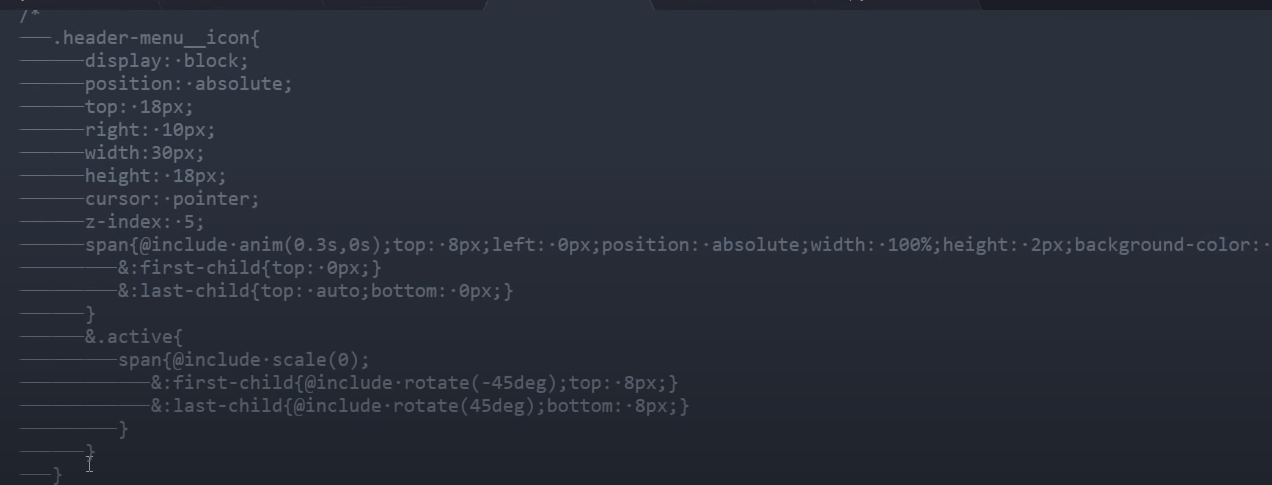 /*
.header-menu__icon{
display: block;
position: absolute;
top: 18px;
right: 10px;
width:30px;
height: 18px;
cursor: pointer;
z-index: 5;
span{@include anim(0.3s,0s);top: 8px;left: 0px;position: absolute;width: 100%;height: 2px;background-color:
&:first-child{top: 0px;}
&:last-child{top: auto;bottom: 0px;}
}
&.active{
span{@include scale(0);
&:first-child{@include rotate(-45deg);top: 8px;}
&:last-child{@include rotate(45deg);bottom: 8px;}
}
}
}